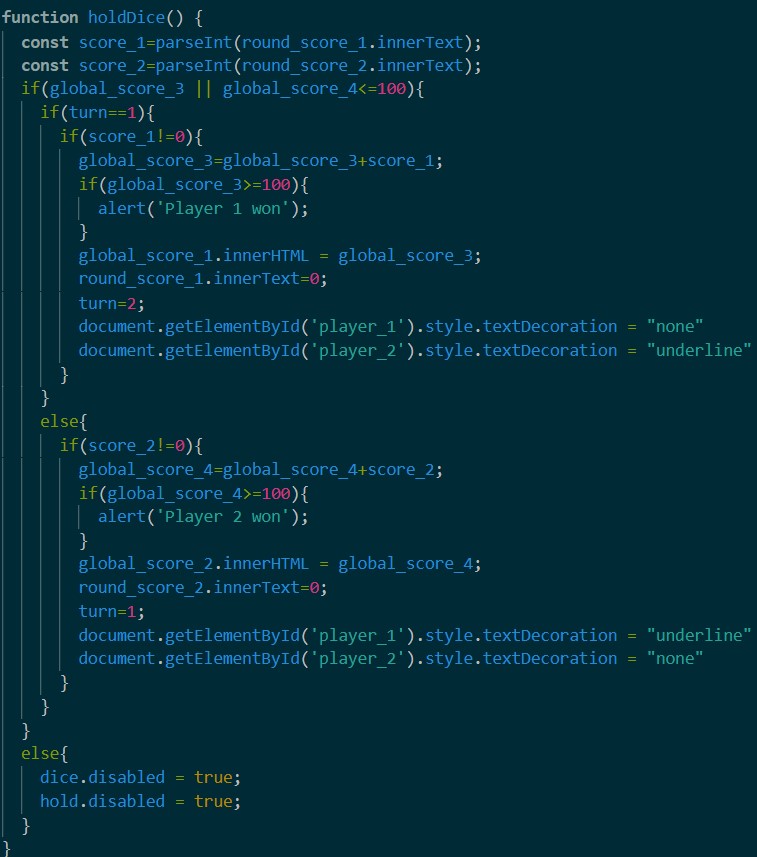 function holdDice() {
  const score_1=parseInt(round_score_1.innerText);
  const score_2=parseInt(round_score_2.innerText);
  if(global_score_3 || global_score_4<=100){
    if(turn==1){
      if(score_1!=0){
        global_score_3=global_score_3+score_1;
        if(global_score_3>=100){
          alert('Player 1 won');
        }
        global_score_1.innerHTML = global_score_3;
        round_score_1.innerText=0;
        turn=2;
        document.getElementById('player_1').style.textDecoration = "none"
        document.getElementById('player_2').style.textDecoration = "underline"
      }
    }
    else{
      if(score_2!=0){
        global_score_4=global_score_4+score_2;
        if(global_score_4>=100){
          alert('Player 2 won');
        }
        global_score_2.innerHTML = global_score_4;
        round_score_2.innerText=0;
        turn=1;
        document.getElementById('player_1').style.textDecoration = "underline"
        document.getElementById('player_2').style.textDecoration = "none"
      }
    }
  }
  else{
    dice.disabled = true;
    hold.disabled = true;
  }
}